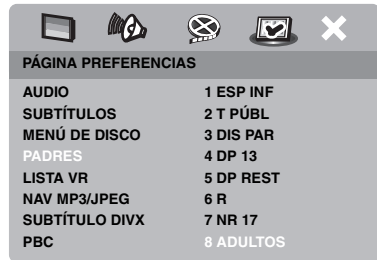 PÁGINA PREFERENCIAS
AUDIO 1 ESP INF
SUBTÍTULOS 2 T PÚBL
MENÚ DE DISCO 3 DIS PAR
PADRES 4 DP 13
LISTA VR 5 DP REST
NAV MP3/JPEG 6 R
SUBTÍTULO DIVX 7 NR 17
PBC 8 ADULTOS